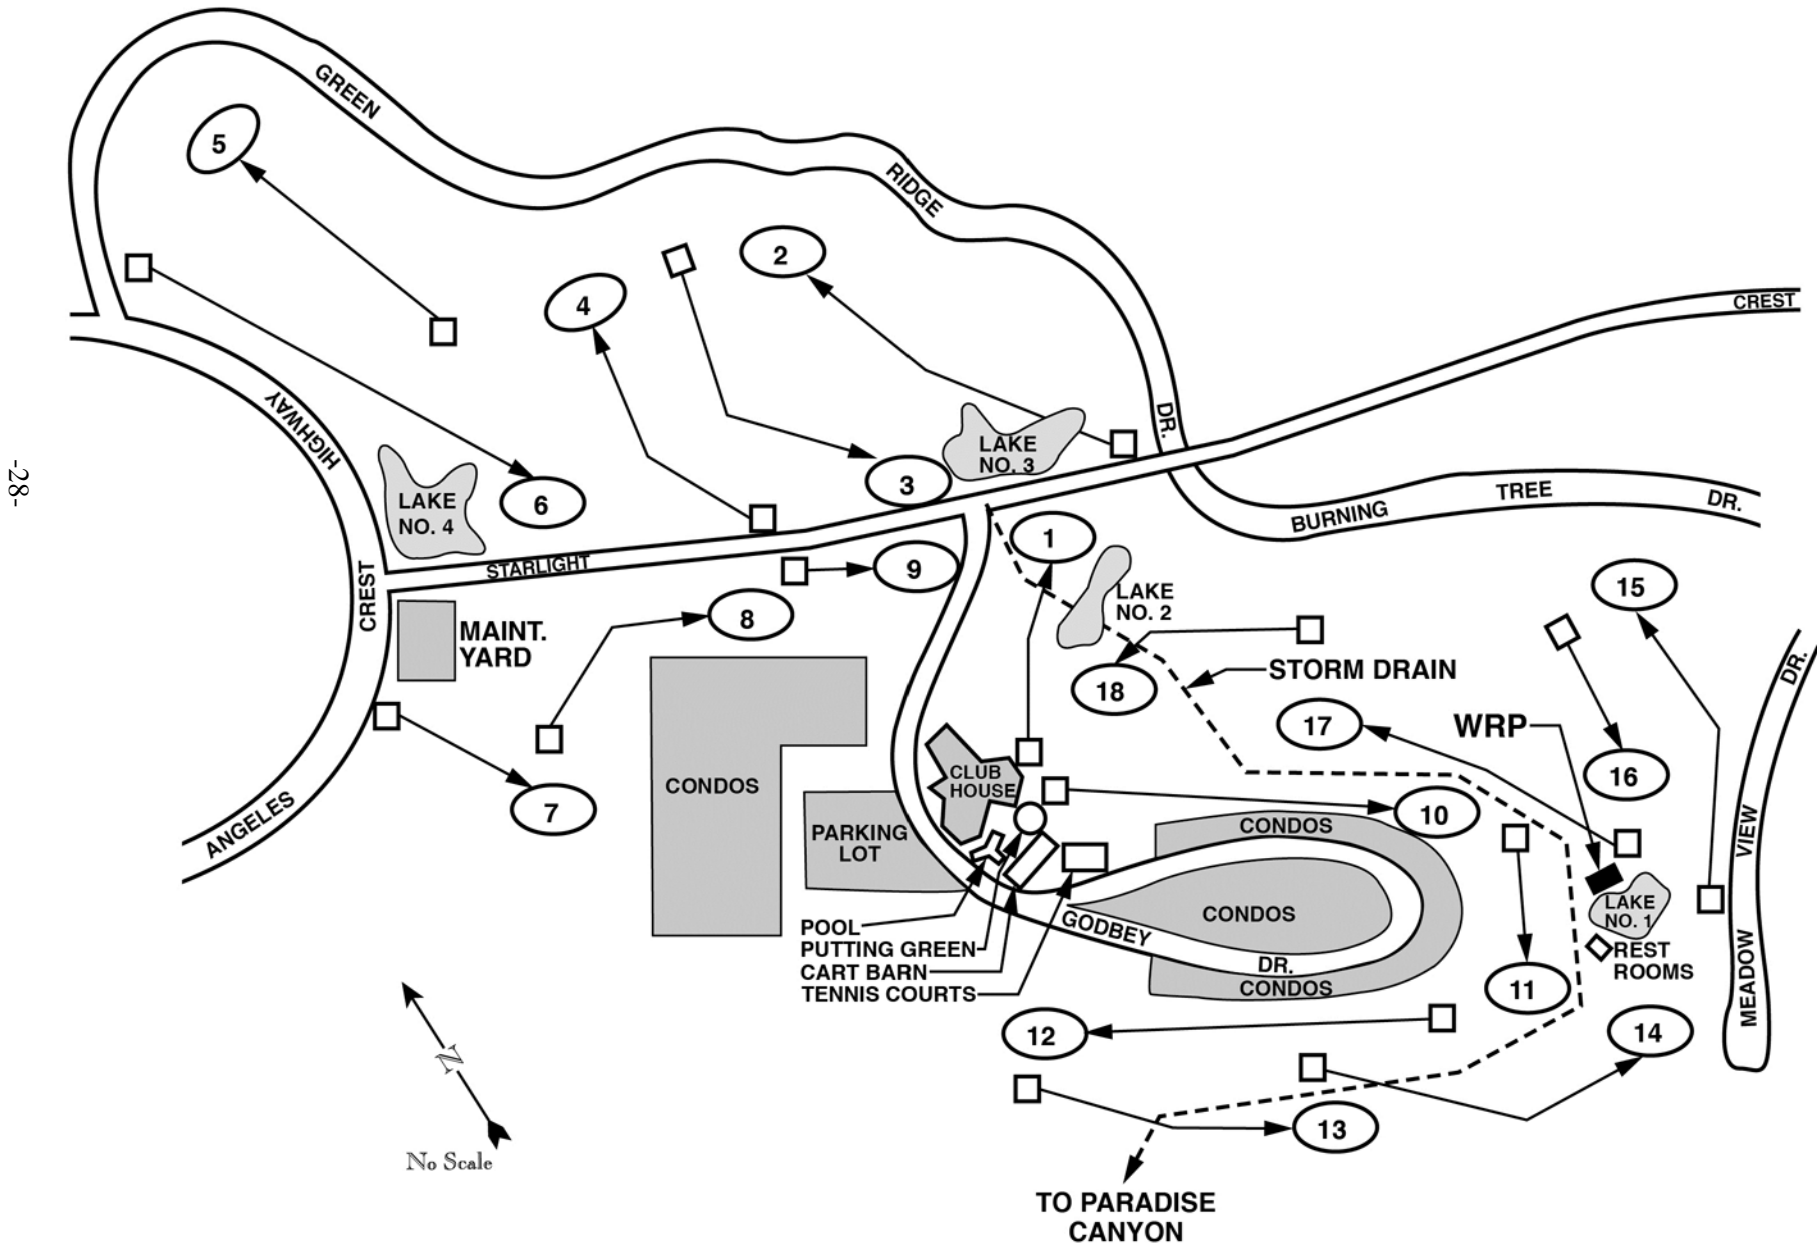 GREEN
5
RIDGE
2
4
CREST
HIGHWAY
DR.
LAKE
NO. 3
-28-
LAKE
NO. 4
6
3
BURNING
TREE
DR.
STARLIGHT
9
1
CREST
15
LAKE
NO. 2
8
MAINT.
YARD
STORM DRAIN
18
DR.
17
WRP
16
CLUB
HOUSE
CONDOS
7
10
ANGELES
PARKING
LOT
CONDOS
VIEW
CONDOS
LAKE
NO. 1
POOL
GODBEY
PUTTING GREEN
REST
ROOMS
CART BARN
DR.
MEADOW
TENNIS COURTS
CONDOS
11
12
14
N
13
No Scale
TO PARADISE
CANYON